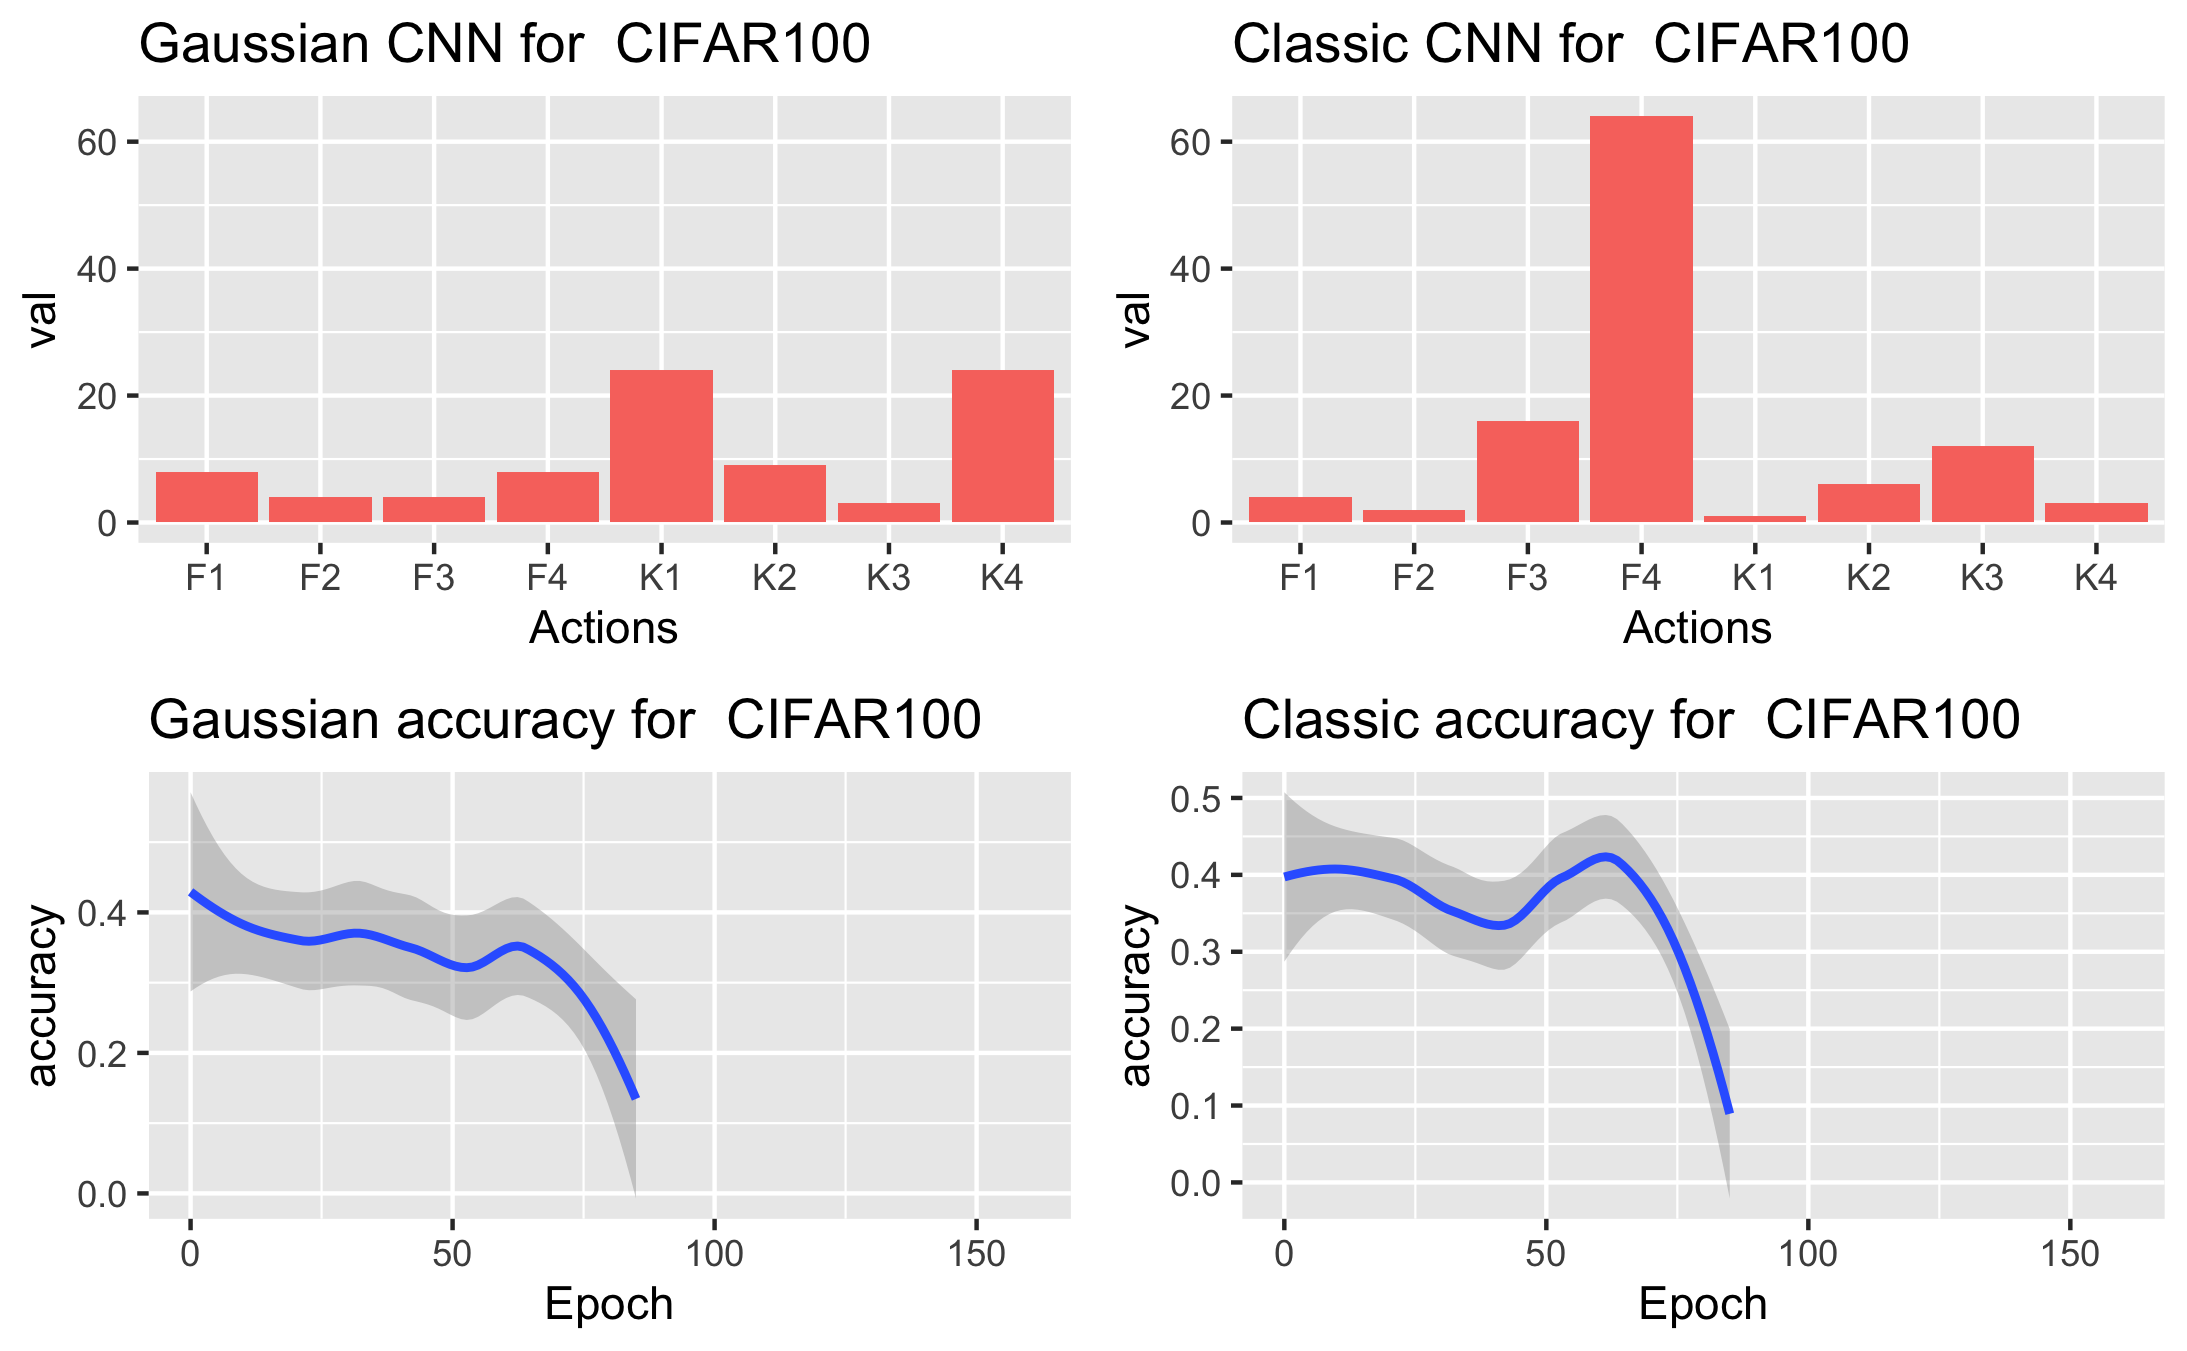 Gaussian CNN for  CIFAR100
60
40
20
0
val
F1 F2 F3 F4 K1 K2 K3 K4
Actions
Classic CNN for  CIFAR100
60
40
20
0
val
F1 F2 F3 F4 K1 K2 K3 K4
Actions
Gaussian accuracy for  CIFAR100
0.4
0.2
0.0
accuracy
0 50 100 150
Epoch
Classic accuracy for  CIFAR100
0.5
0.4
0.3
0.2
0.1
0.0
accuracy
0 50 100 150
Epoch